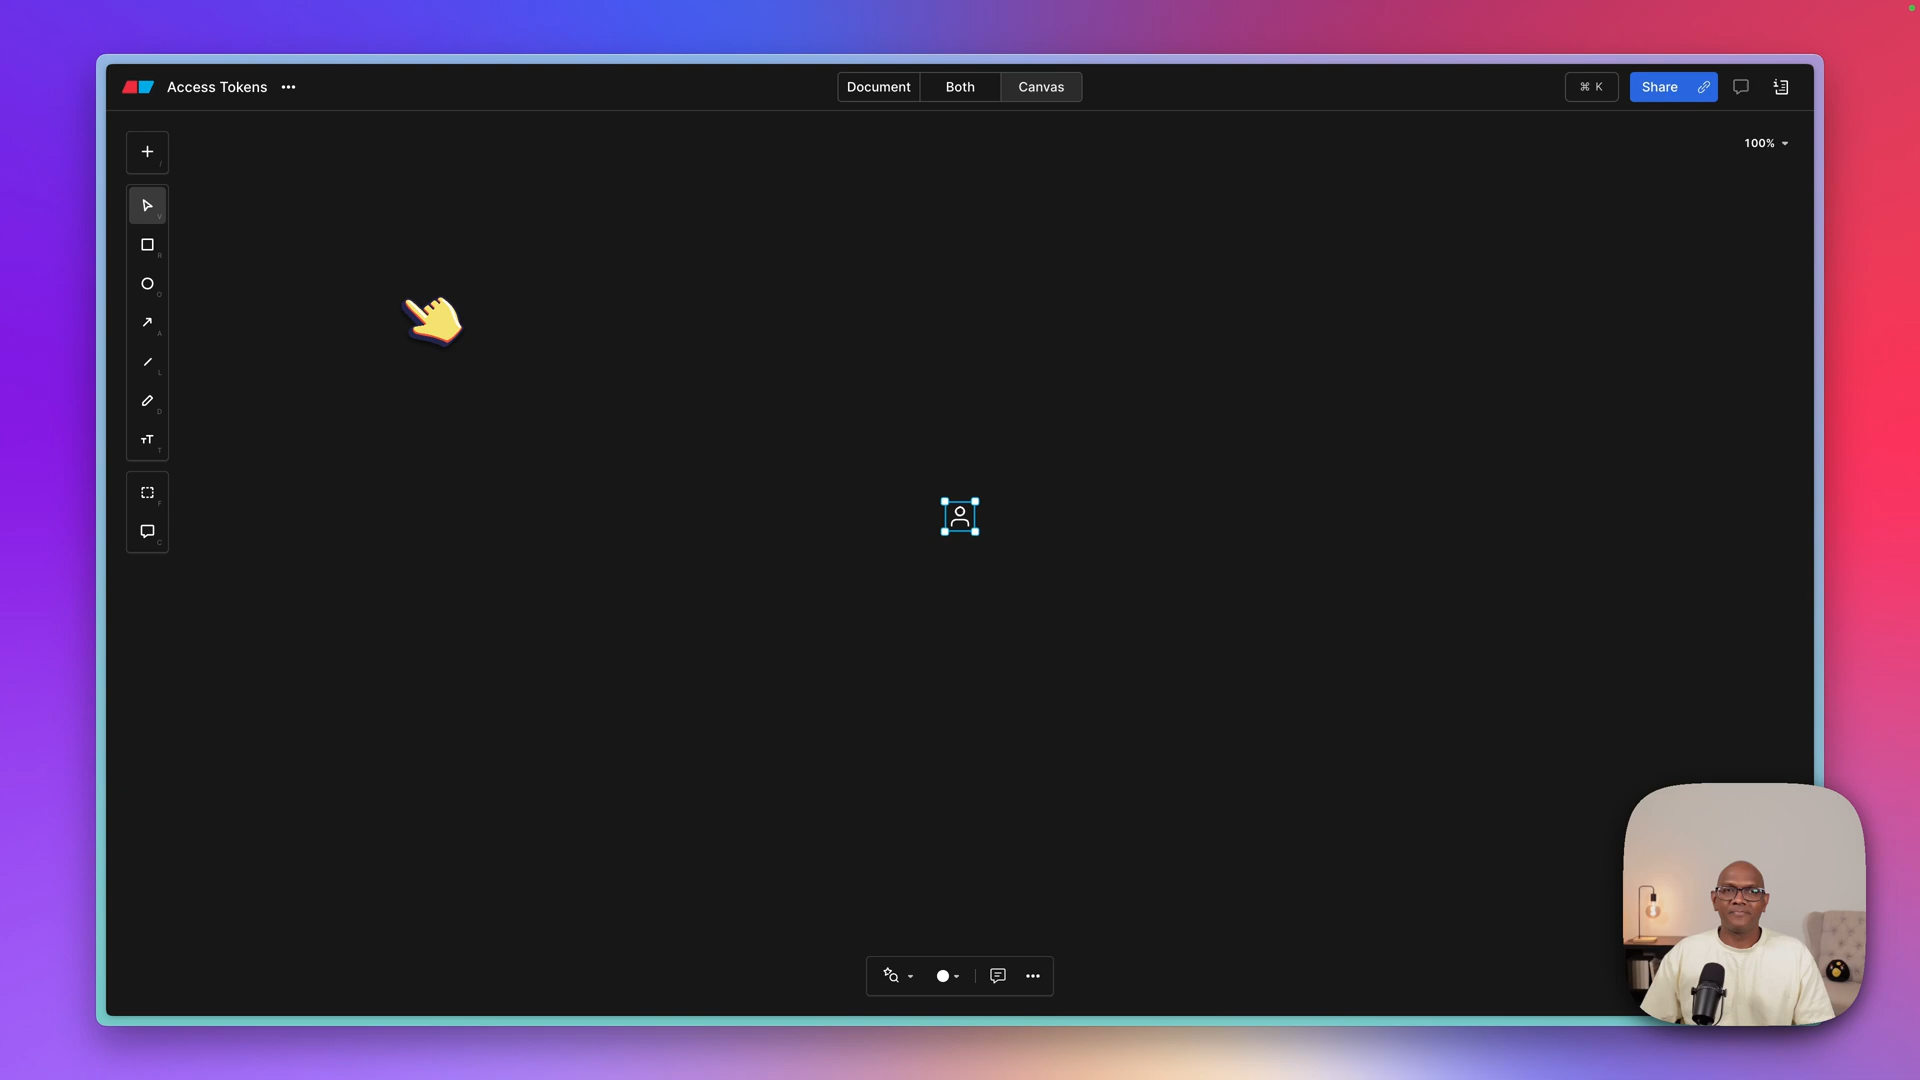 Access Tokens
Document
Both
Canvas
⌘ K
Share
100%
/
V
R
O
A
L
D
T
F
C